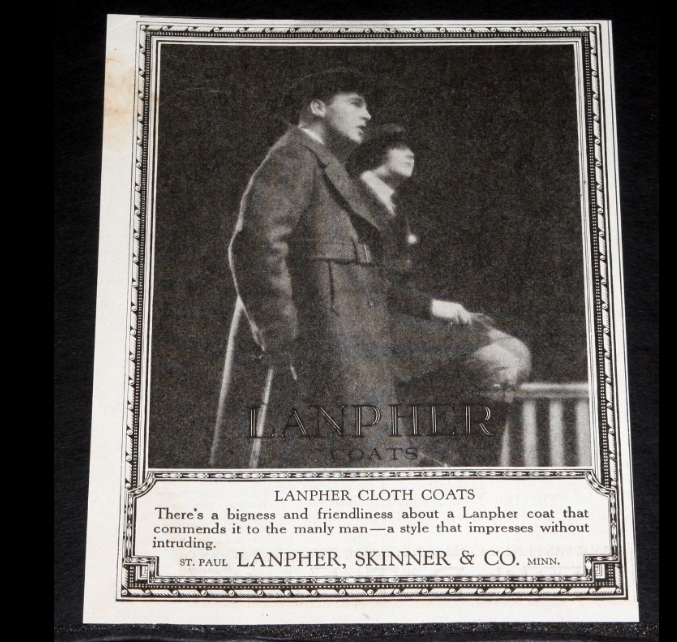 LANPHER
COATS
LANPHER CLOTH COATS
There's a bigness and friendliness about a Lanpher coat that
commends it to the manly man—a style that impresses without
intruding.
ST. PAUL LANPHER, SKINNER & CO. MINN.